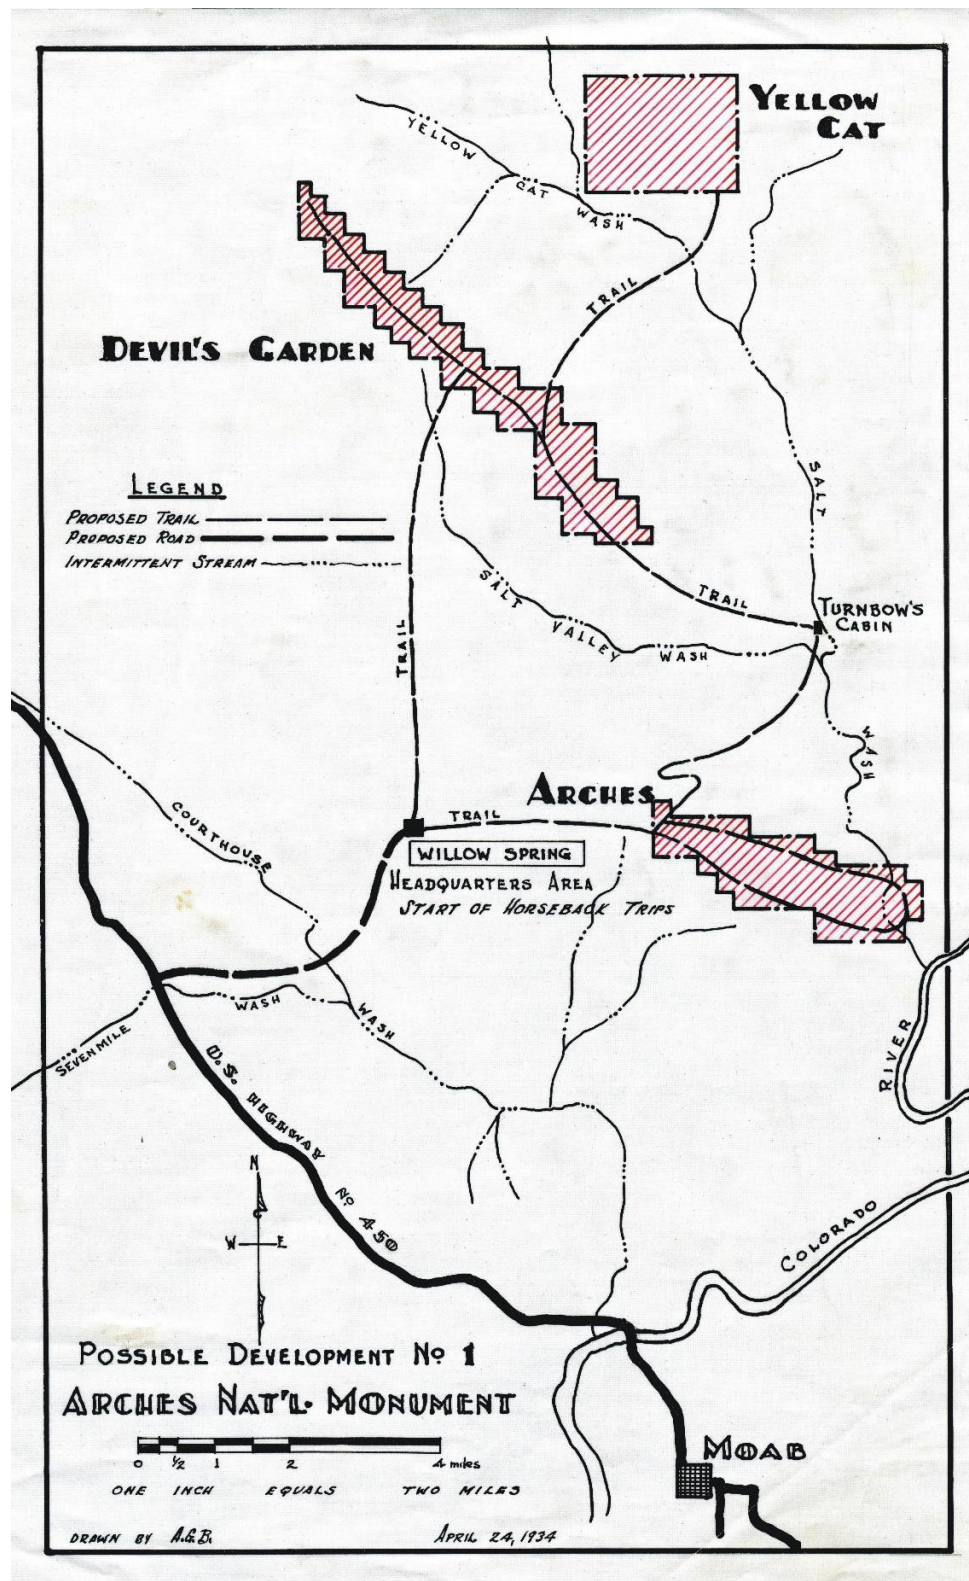 YELLOW
CAT
YELLOW
CAT
WASH
TRAIL
DEVIL'S GARDEN
LEGEND
PROPOSED TRAIL
PROPOSED ROAD
INTERMITTENT STREAM
SALT
SALT
VALLEY
WASH
TRAIL
TURNBOW'S
CABIN
TRAIL
WASH
ARCHES
TRAIL
COURTHOUSE
WILLOW SPRING
HEADQUARTERS AREA
START OF HORSEBACK TRIPS
WASH
WASH
SEVENMILE
RIVER
U.S. HIGHWAY
No 450
N
W E
COLORADO
POSSIBLE DEVELOPMENT No 1
ARCHES NAT'L. MONUMENT
0 1/2 1 2 4 miles
ONE INCH EQUALS TWO MILES
MOAB
DRAWN BY A.G.B. APRIL 24, 1934